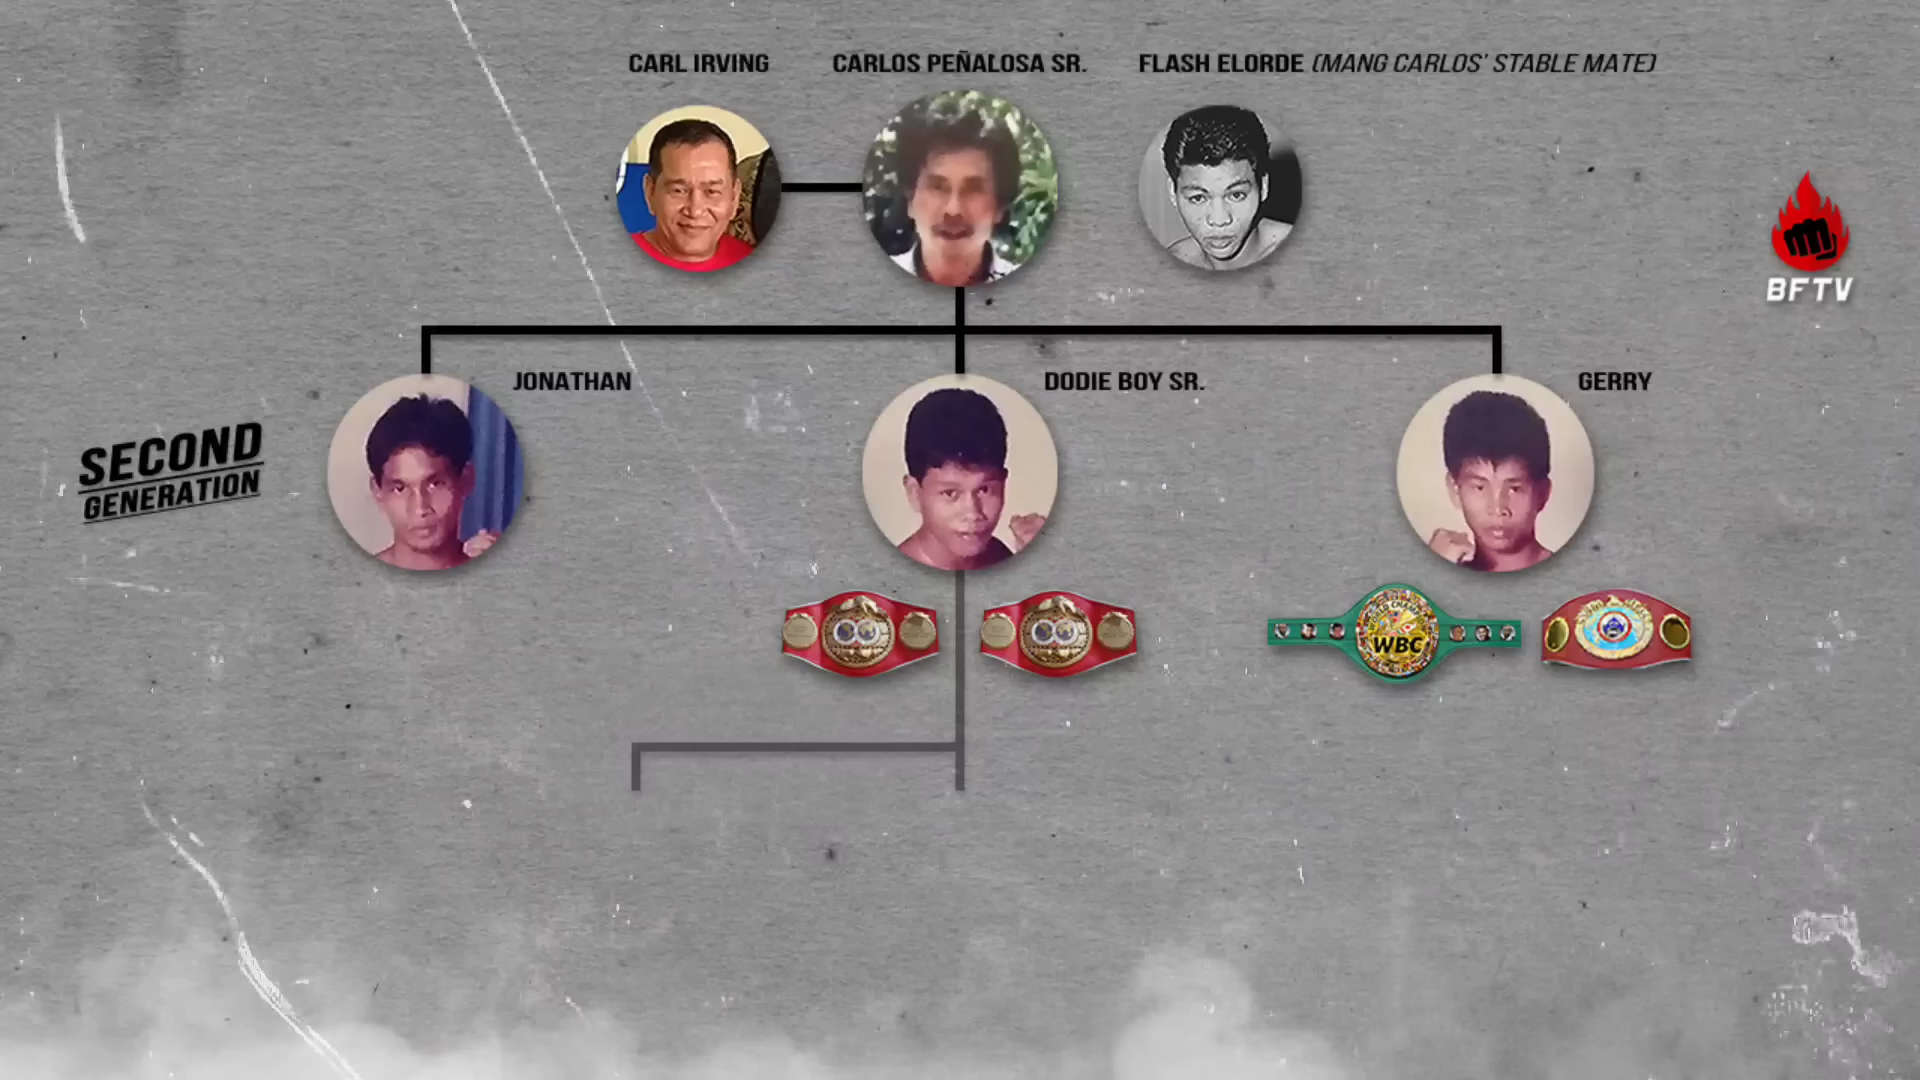 CARL IRVING
CARLOS PEÑALOSA SR.
FLASH ELORDE (MANG CARLOS' STABLE MATE)
BFTV
JONATHAN
DODIE BOY SR.
GERRY
SECOND
GENERATION
WBC